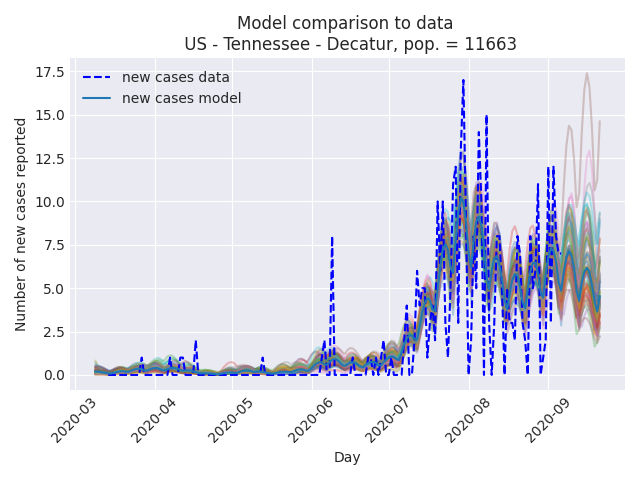 Model comparison to data
US - Tennessee - Decatur, pop. = 11663
new cases data
new cases model
Number of new cases reported
17.5
15.0
12.5
10.0
7.5
5.0
2.5
0.0
2020-03
2020-04
2020-05
2020-06
2020-07
2020-08
2020-09
Day